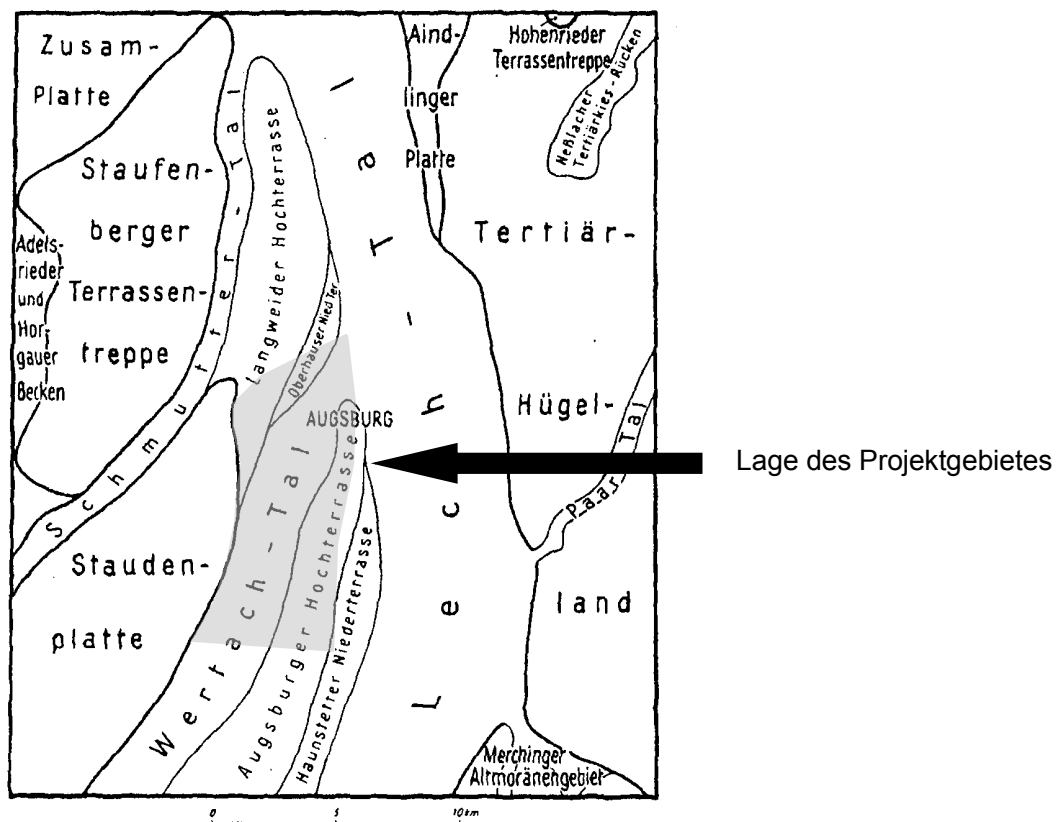 Zusam-
Platte
Staufen-
berger
Terrassen-
treppe
Adels-
rieder
und
Hor-
gauer
Becken
Schmutter-Tal
Langweider Hochterrasse
Oberhauser Nied Ter.
Aind-
linger
Platte
Hohenrieder
Terrassentreppe
Neßlacher
Tertiärkies-Rücken
Tertiär-
Hügel-
land
Paar Tal
AUGSBURG
Lech-Tal
Lage des Projektgebietes
Stauden-
platte
Wertach-Tal
Augsburger Hochterrasse
Haunstetter Niederterrasse
Merchinger
Altmoränengebiet
0 5 10km